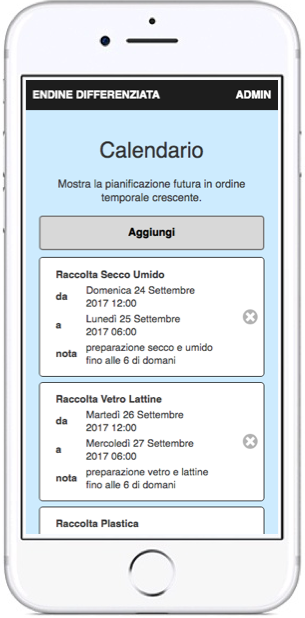 ENDINE DIFFERENZIATA ADMIN
Calendario
Mostra la pianificazione futura in ordine
temporale crescente.
Aggiungi
Raccolta Secco Umido
da Domenica 24 Settembre
2017 12:00
a Lunedì 25 Settembre
2017 06:00
nota preparazione secco e umido
fino alle 6 di domani
Raccolta Vetro Lattine
da Martedì 26 Settembre
2017 12:00
a Mercoledì 27 Settembre
2017 06:00
nota preparazione vetro e lattine
fino alle 6 di domani
Raccolta Plastica